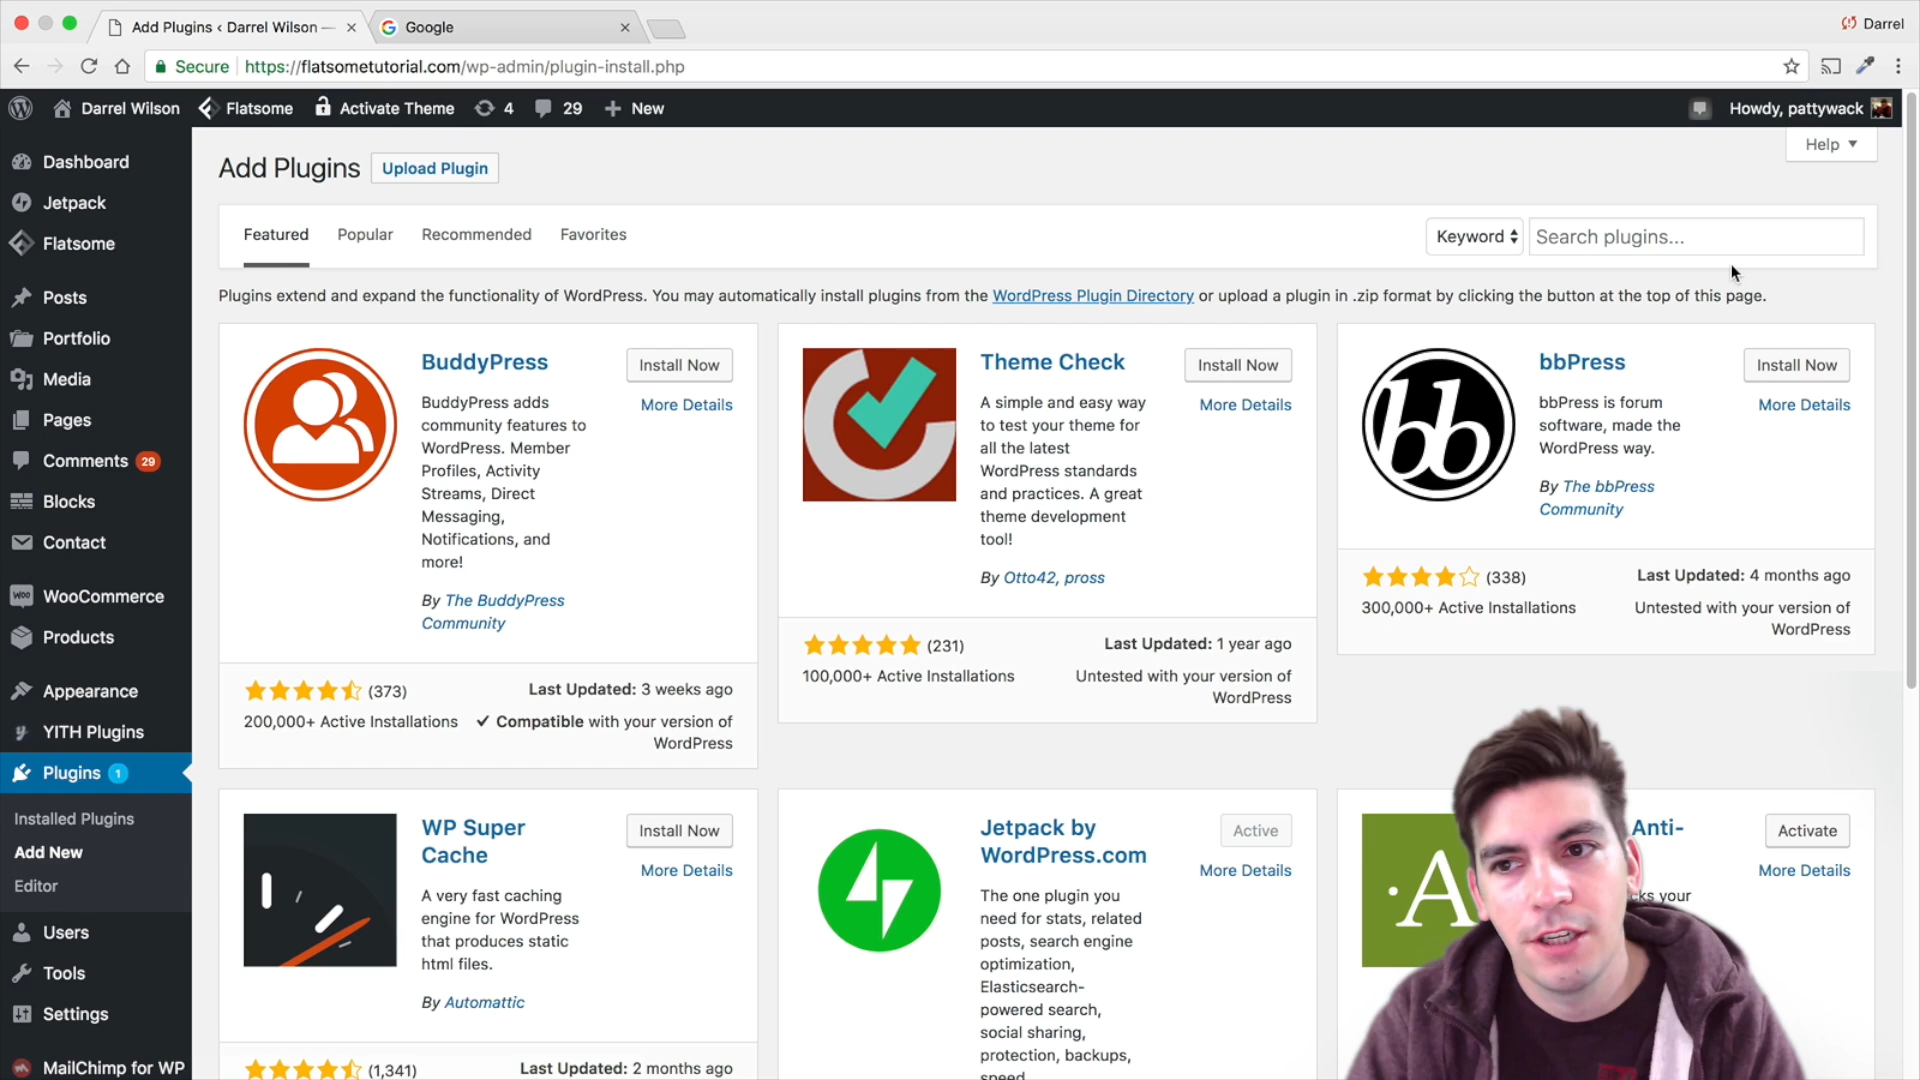 Add Plugins ‹ Darrel Wilson —
Google
Darrel
Secure
https://flatsometutorial.com/wp-admin/plugin-install.php
Darrel Wilson
Flatsome
Activate Theme
4
29
New
Howdy, pattywack
Dashboard
Jetpack
Flatsome
Posts
Portfolio
Media
Pages
Comments 29
Blocks
Contact
WooCommerce
Products
Appearance
YITH Plugins
Plugins 1
Installed Plugins
Add New
Editor
Users
Tools
Settings
MailChimp for WP
Help
Add Plugins
Upload Plugin
Featured
Popular
Recommended
Favorites
Keyword
Search plugins...
Plugins extend and expand the functionality of WordPress. You may automatically install plugins from the WordPress Plugin Directory or upload a plugin in .zip format by clicking the button at the top of this page.
BuddyPress
Install Now
More Details
BuddyPress adds
community features to
WordPress. Member
Profiles, Activity
Streams, Direct
Messaging,
Notifications, and
more!
By The BuddyPress
Community
(373)
Last Updated: 3 weeks ago
200,000+ Active Installations
Compatible with your version of
WordPress
Theme Check
Install Now
More Details
A simple and easy way
to test your theme for
all the latest
WordPress standards
and practices. A great
theme development
tool!
By Otto42, pross
(231)
Last Updated: 1 year ago
100,000+ Active Installations
Untested with your version of
WordPress
bb
bbPress
Install Now
More Details
bbPress is forum
software, made the
WordPress way.
By The bbPress
Community
(338)
Last Updated: 4 months ago
300,000+ Active Installations
Untested with your version of
WordPress
WP Super
Cache
Install Now
More Details
A very fast caching
engine for WordPress
that produces static
html files.
By Automattic
(1,341)
Last Updated: 2 months ago
Jetpack by
WordPress.com
Active
More Details
The one plugin you
need for stats, related
posts, search engine
optimization,
Elasticsearch-
powered search,
social sharing,
protection, backups,
speed
·A
Anti-
Activate
More Details
your